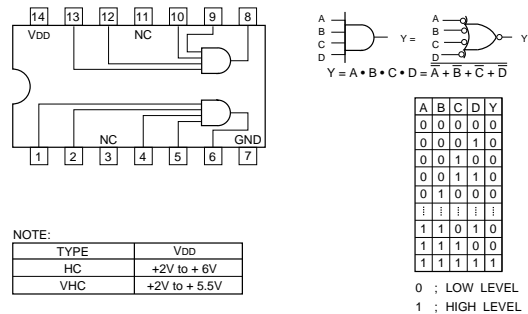 14 13 12 11 10 9 8
VDD NC
NC GND
1 2 3 4 5 6 7
A
B
C
D
Y =
A
B
C
D
Y
Y = A • B • C • D = A + B + C + D
A B C D Y
0 0 0 0 0
0 0 0 1 0
0 0 1 0 0
0 0 1 1 0
0 1 0 0 0
⋮ ⋮ ⋮ ⋮ ⋮
1 1 0 1 0
1 1 1 0 0
1 1 1 1 1
0 ; LOW LEVEL
1 ; HIGH LEVEL
NOTE:
TYPE VDD
HC +2V to + 6V
VHC +2V to + 5.5V